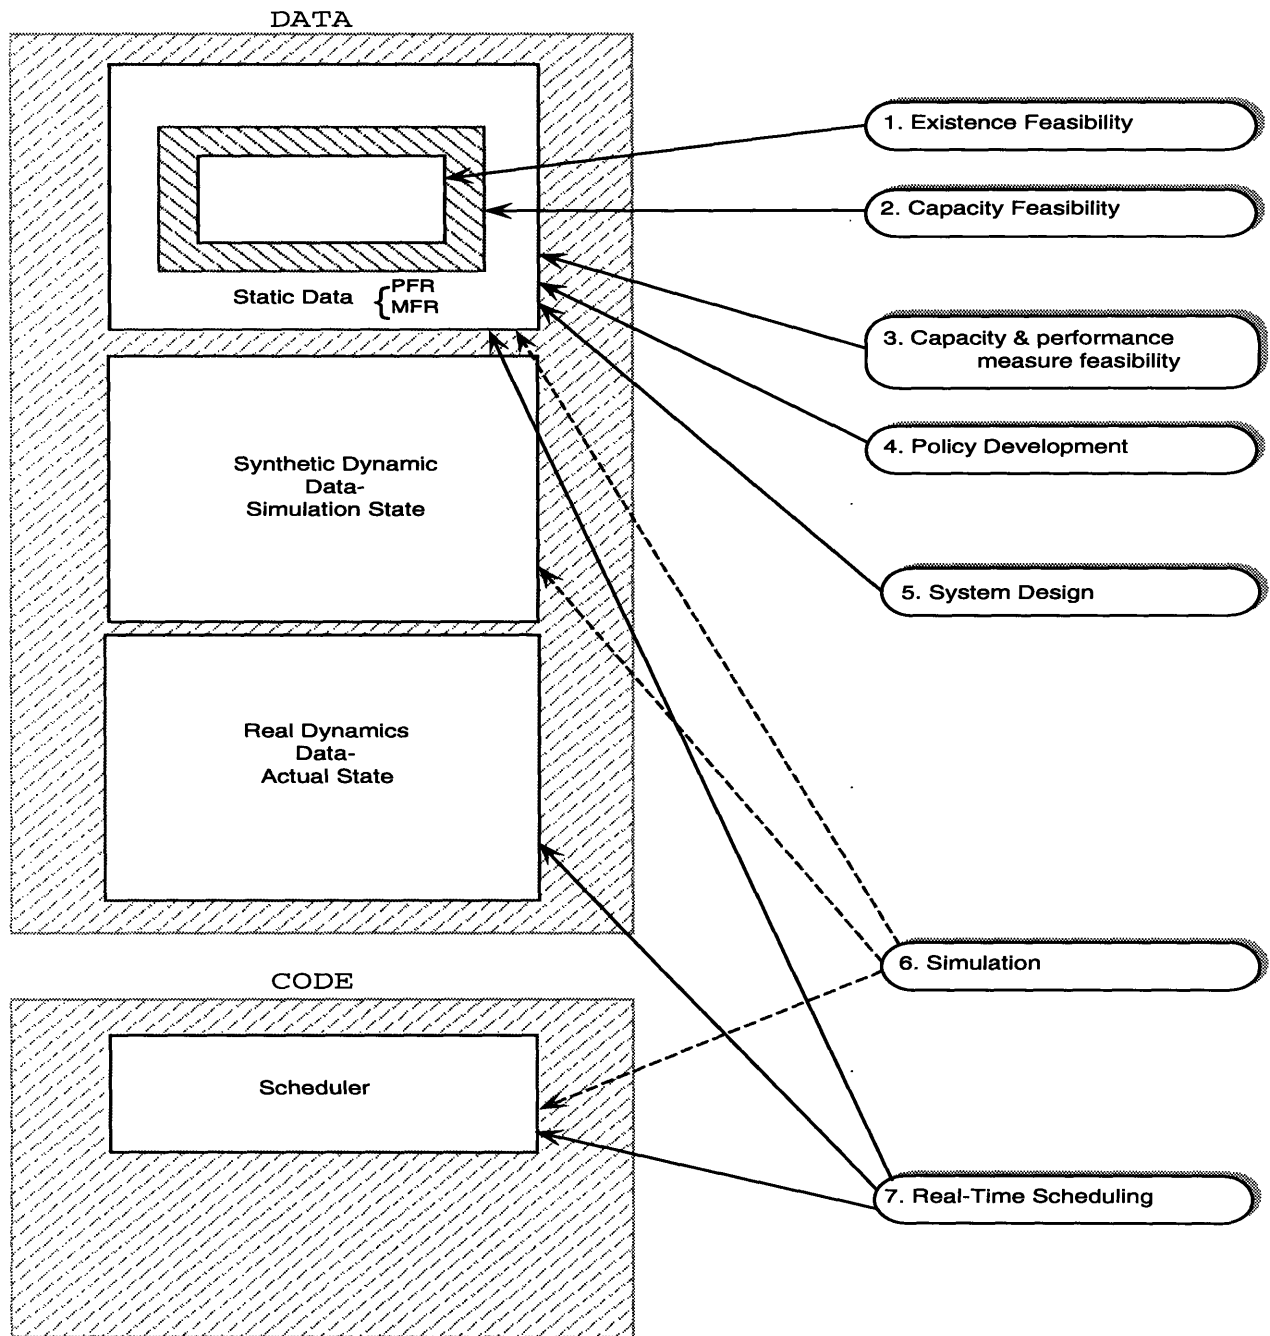 DATA
1. Existence Feasibility
2. Capacity Feasibility
Static Data { PFR
MFR
3. Capacity & performance
measure feasibility
4. Policy Development
Synthetic Dynamic
Data-
Simulation State
5. System Design
Real Dynamics
Data-
Actual State
6. Simulation
CODE
Scheduler
7. Real-Time Scheduling